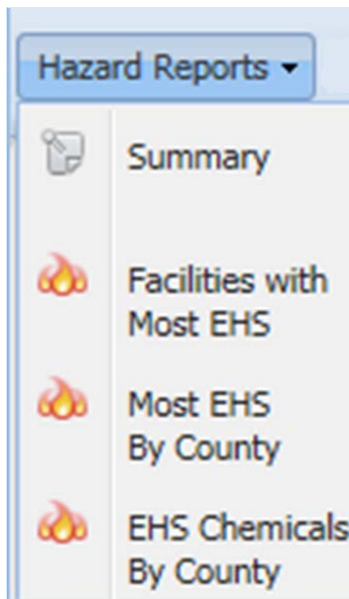 Hazard Reports
Summary
Facilities with
Most EHS
Most EHS
By County
EHS Chemicals
By County